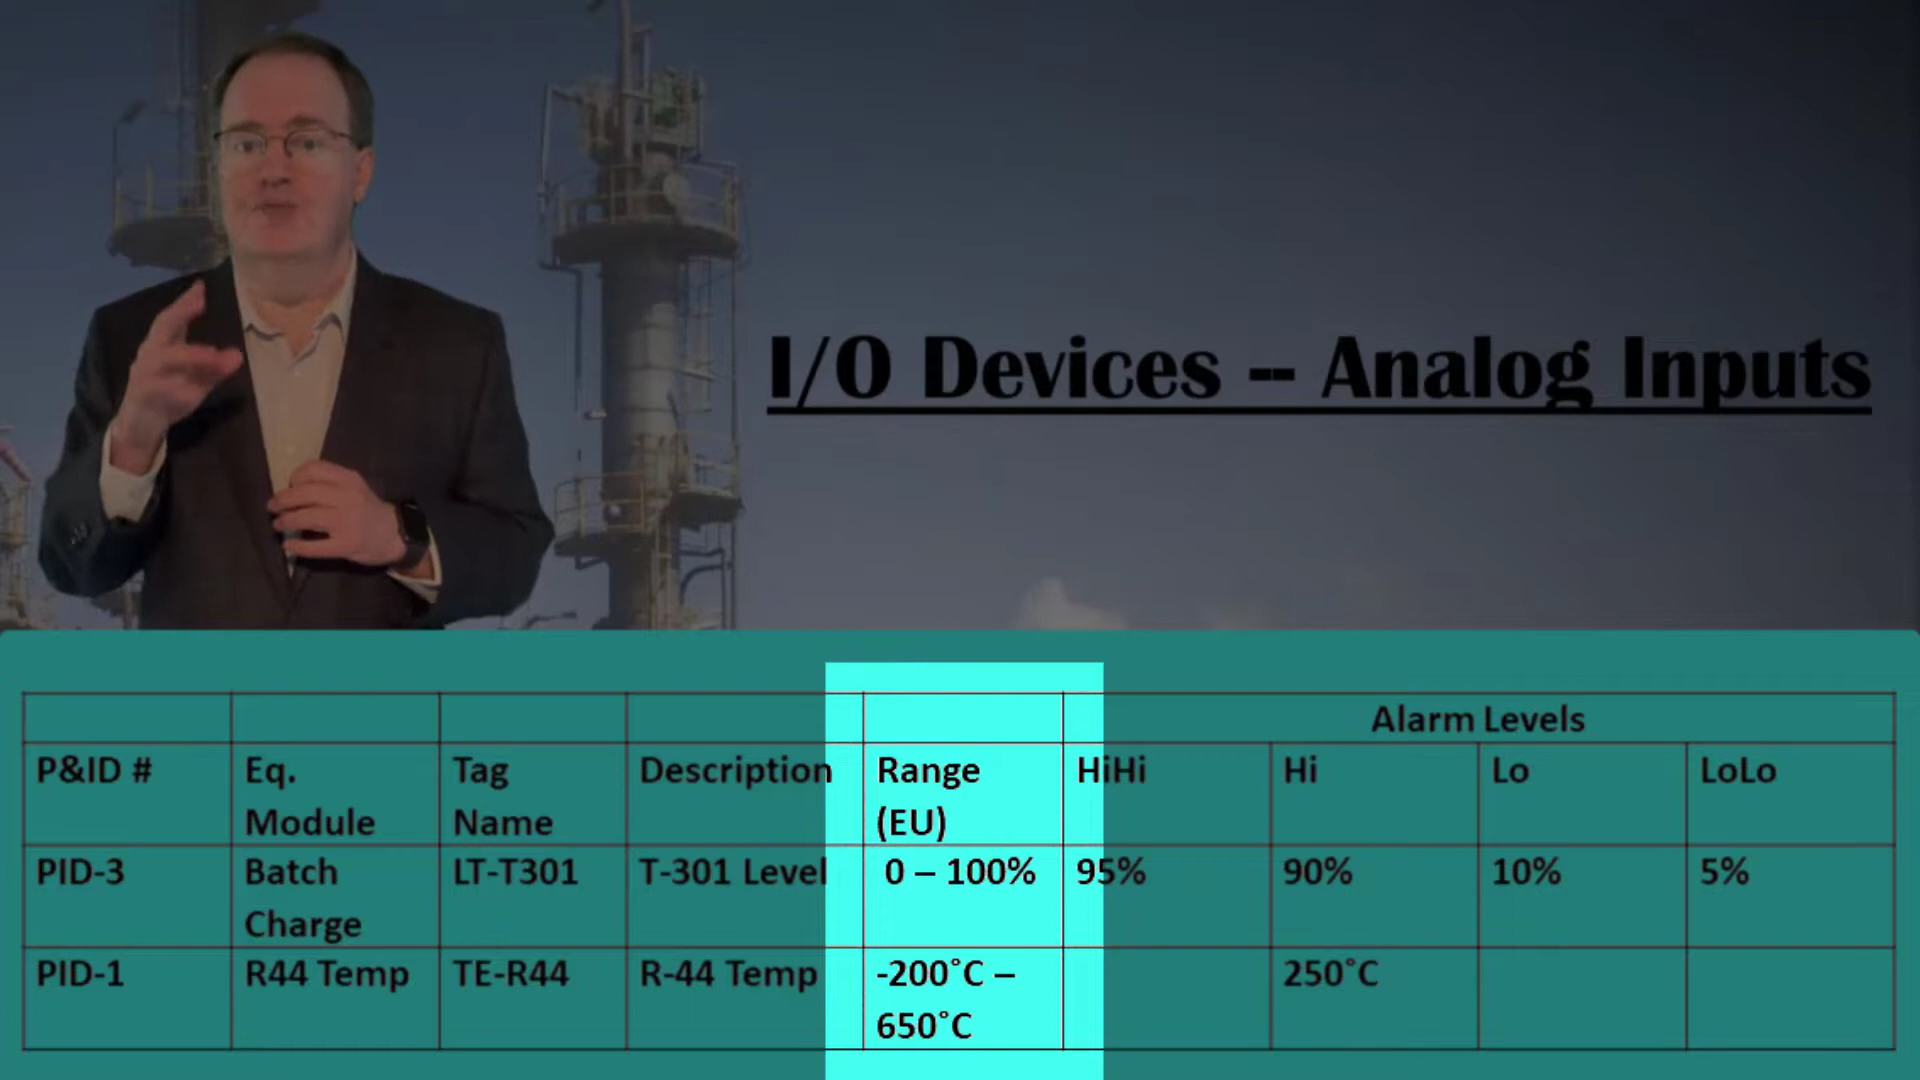 I/O Devices -- Analog Inputs
Alarm Levels
P&ID # Eq. Module Tag Name Description Range (EU) HiHi Hi Lo LoLo
PID-3 Batch Charge LT-T301 T-301 Level 0 – 100% 95% 90% 10% 5%
PID-1 R44 Temp TE-R44 R-44 Temp -200˚C – 650˚C 250˚C